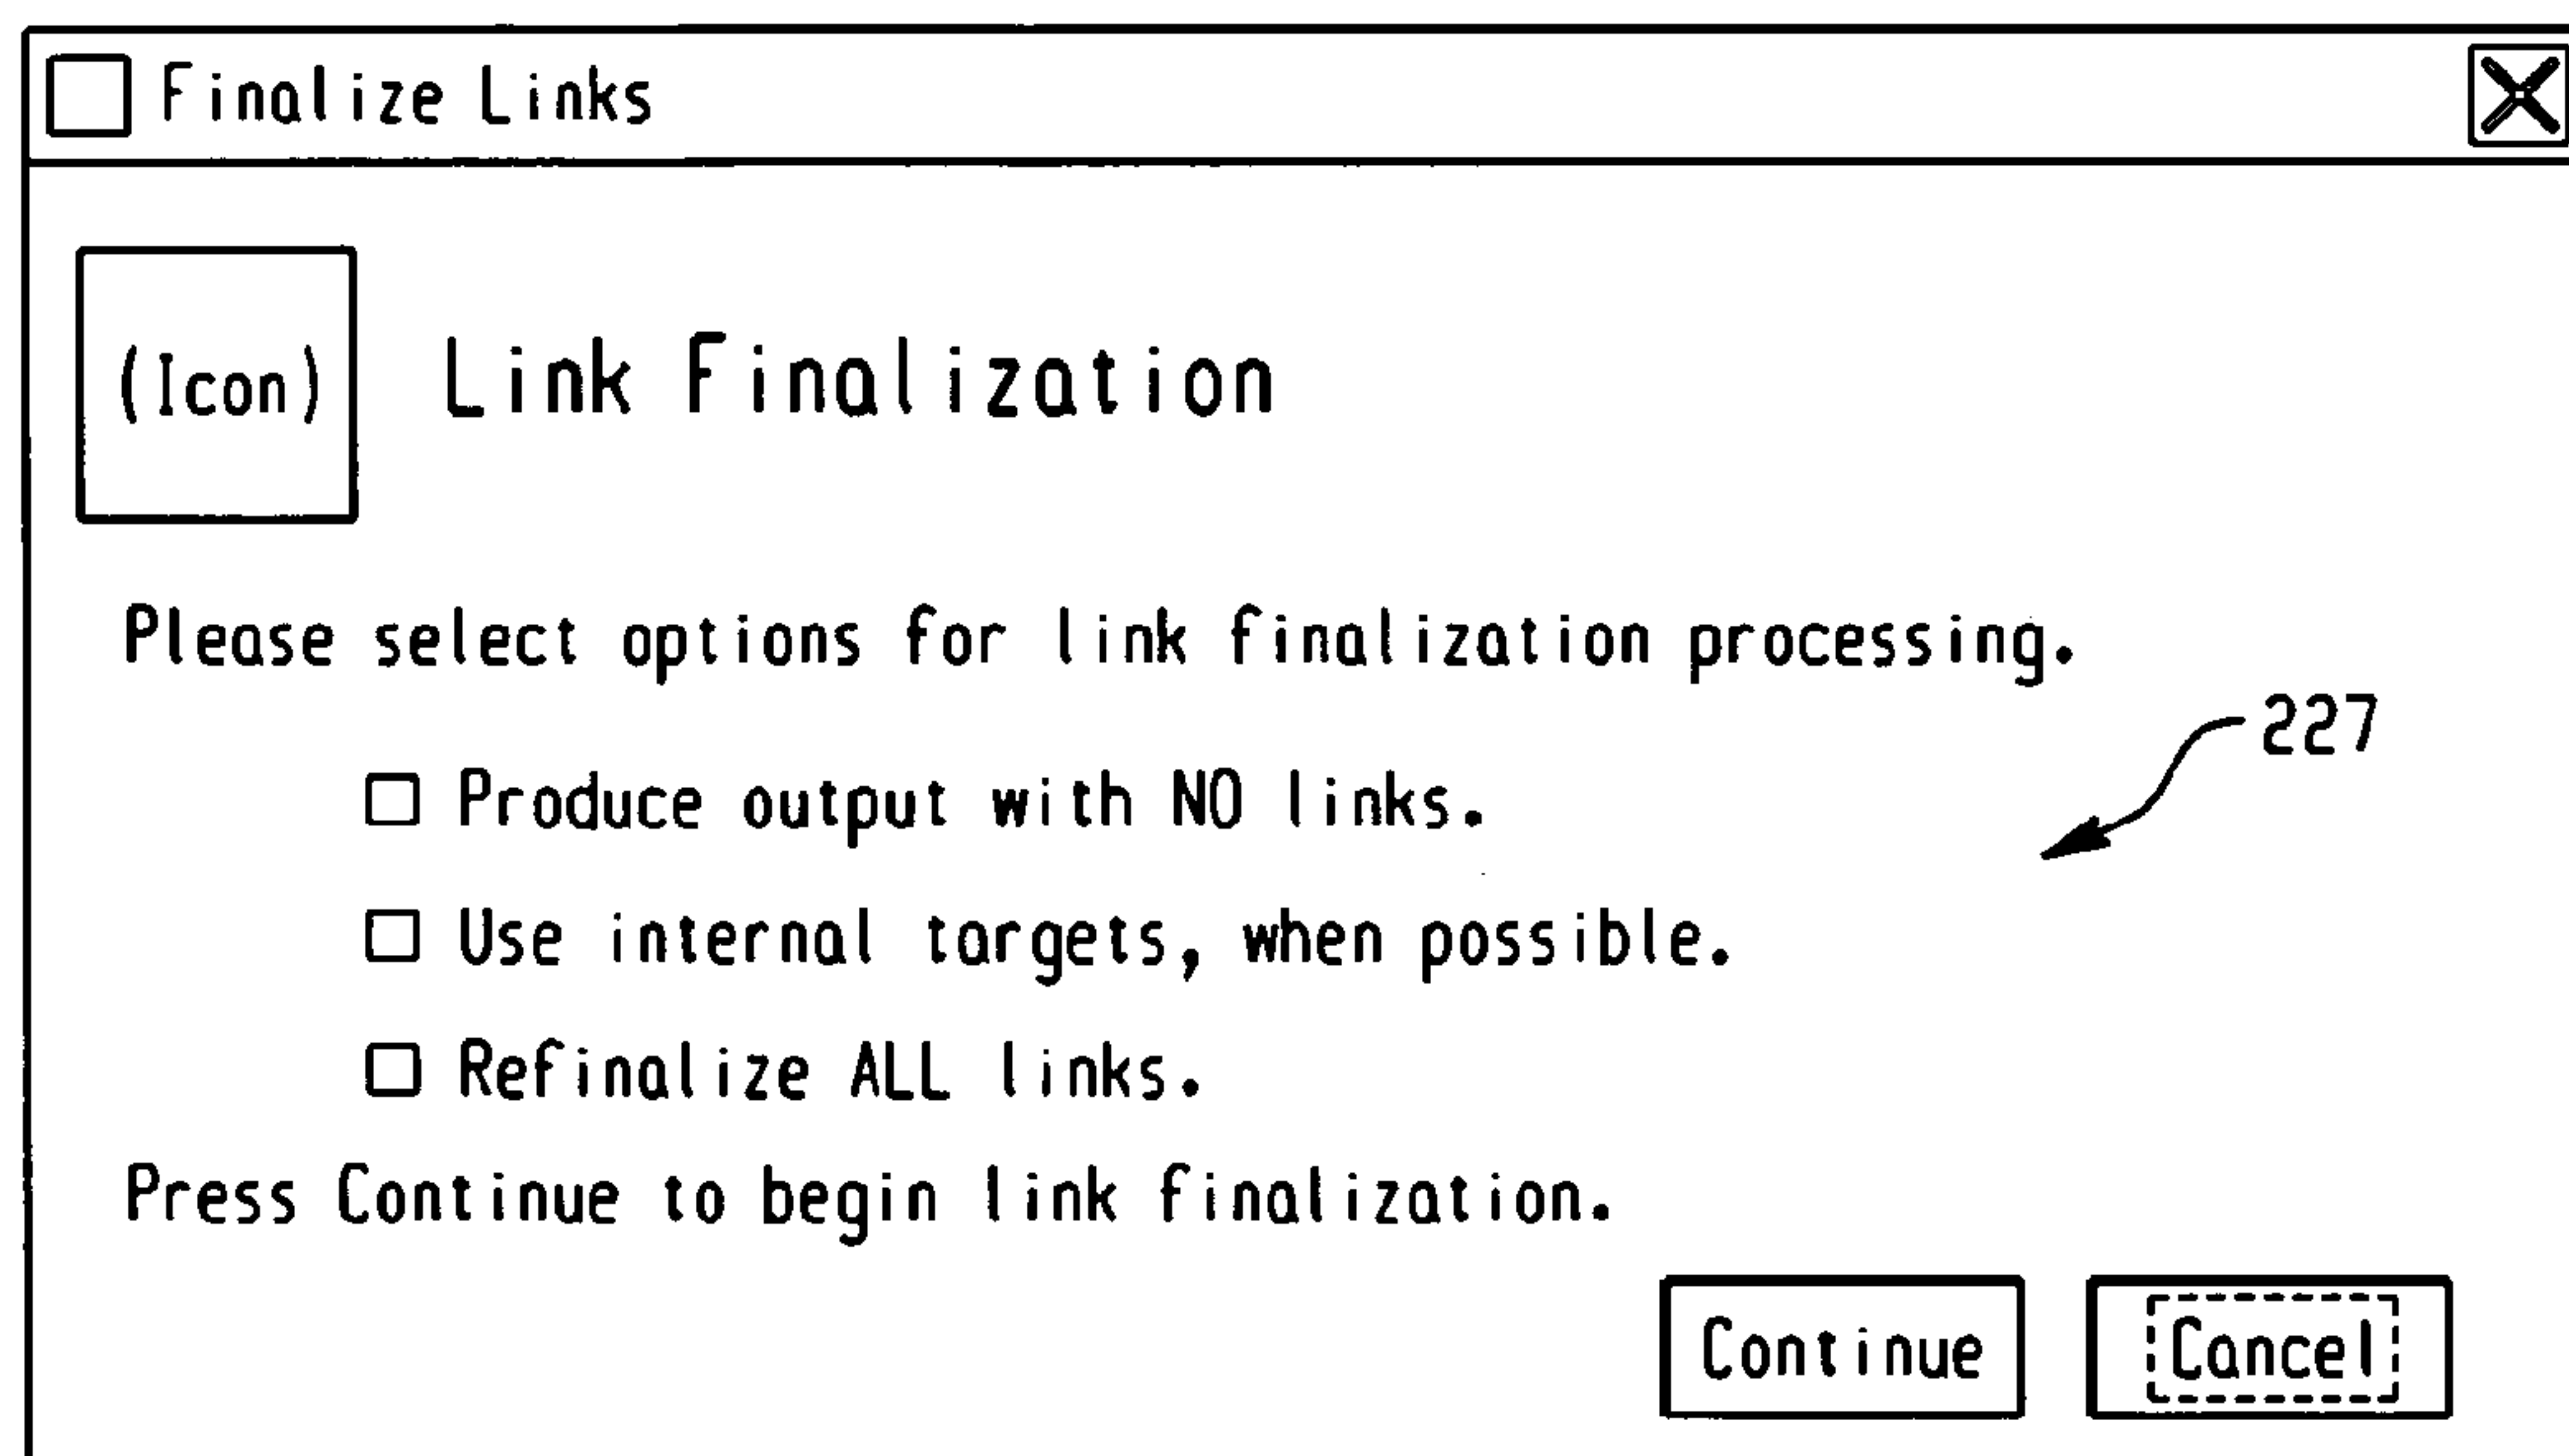 Finalize Links
(Icon) Link Finalization
Please select options for link finalization processing.
227
Produce output with NO links.
Use internal targets, when possible.
Refinalize ALL links.
Press Continue to begin link finalization.
Continue Cancel